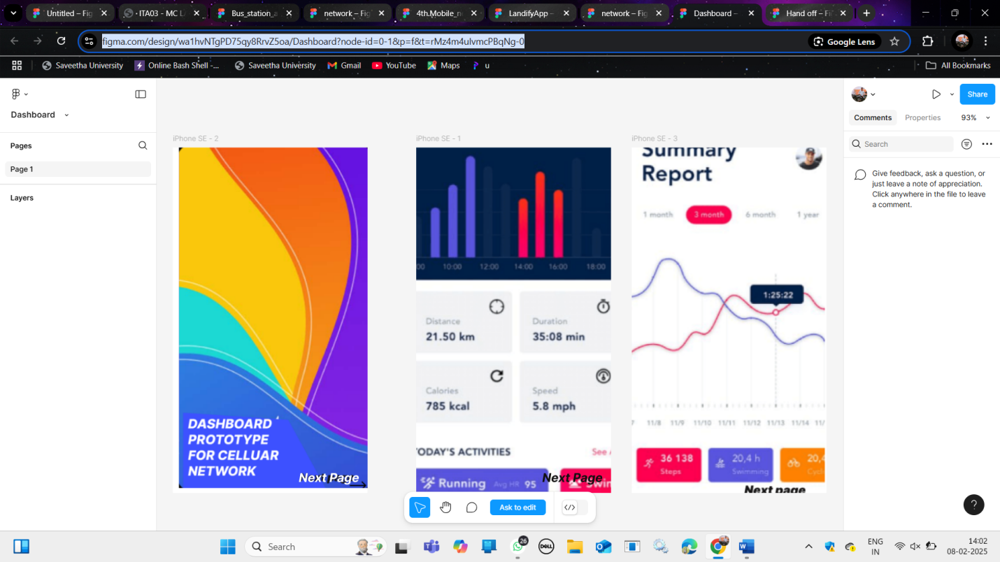 Untitled – Fig
ITA03 - MC LA
Bus_station_a
network – Fig
4th.Mobile_n
LandifyApp –
network – Fig
Dashboard –
Hand off – Fig
figma.com/design/wa1hvNTgPD75qy8RrvZ5oa/Dashboard?node-id=0-1&p=f&t=rMz4m4ulvmcPBqNg-0
Google Lens
Saveetha University
Online Bash Shell -...
Saveetha University
Gmail
YouTube
Maps
u
All Bookmarks
Dashboard
Pages
Page 1
Layers
iPhone SE - 2
DASHBOARD
PROTOTYPE
FOR CELLUAR
NETWORK
Next Page
iPhone SE - 1
00 10:00 12:00 14:00 16:00 18:00
Distance
21.50 km
Duration
35:08 min
Calories
785 kcal
Speed
5.8 mph
TODAY'S ACTIVITIES
See A
Running Avg HR 95
Swim
Next Page
iPhone SE - 3
Summary
Report
1 month 3 month 6 month 1 year
1:25:22
7 11/8 11/9 11/10 11/11 11/12 11/13 11/14 11/
36 138
Steps
20,4 h
Swimming
20,4
Cycl
Next page
Ask to edit
Share
Comments Properties 93%
Search
Give feedback, ask a question, or
just leave a note of appreciation.
Click anywhere in the file to leave
a comment.
?
Search
26
DELL
ENG
IN
14:02
08-02-2025